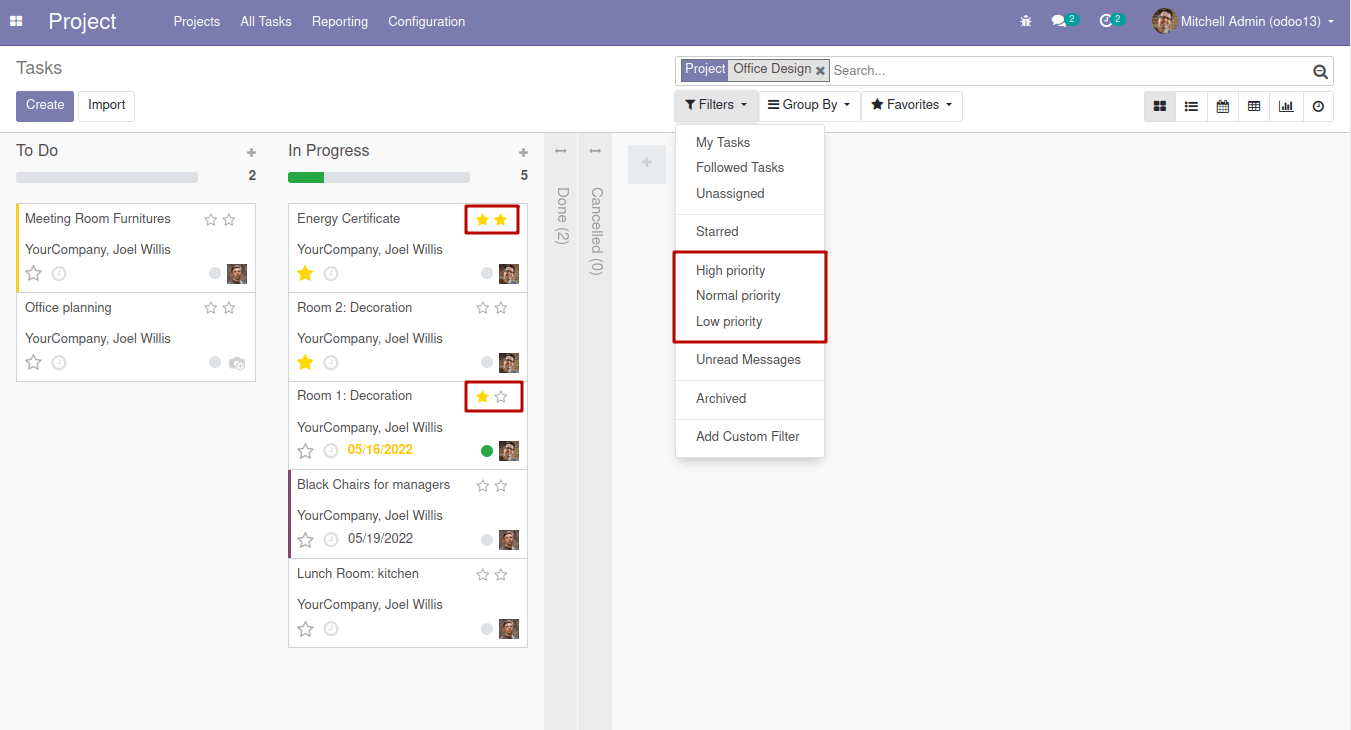 Project Projects All Tasks Reporting Configuration 2 2 Mitchell Admin (odoo13)
Tasks
Project Office Design Search...
Create Import
Filters Group By Favorites
To Do
2
In Progress
5
Meeting Room Furnitures
YourCompany, Joel Willis
Office planning
YourCompany, Joel Willis
Energy Certificate
YourCompany, Joel Willis
Room 2: Decoration
YourCompany, Joel Willis
Room 1: Decoration
YourCompany, Joel Willis
05/16/2022
Black Chairs for managers
YourCompany, Joel Willis
05/19/2022
Lunch Room: kitchen
YourCompany, Joel Willis
Done (2)
Cancelled (0)
My Tasks
Followed Tasks
Unassigned
Starred
High priority
Normal priority
Low priority
Unread Messages
Archived
Add Custom Filter